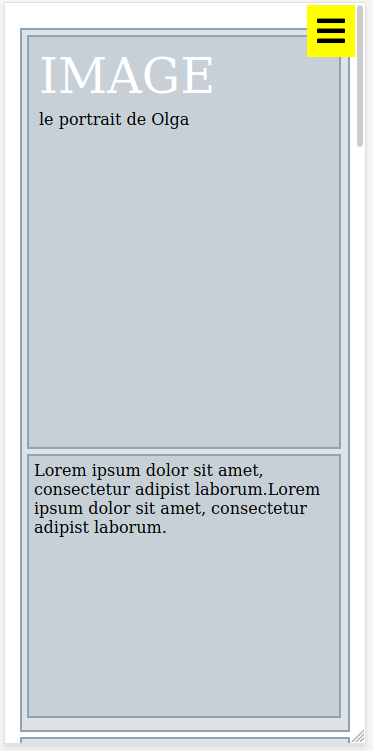 IMAGE
le portrait de Olga
Lorem ipsum dolor sit amet,
consectetur adipist laborum.Lorem
ipsum dolor sit amet, consectetur
adipist laborum.